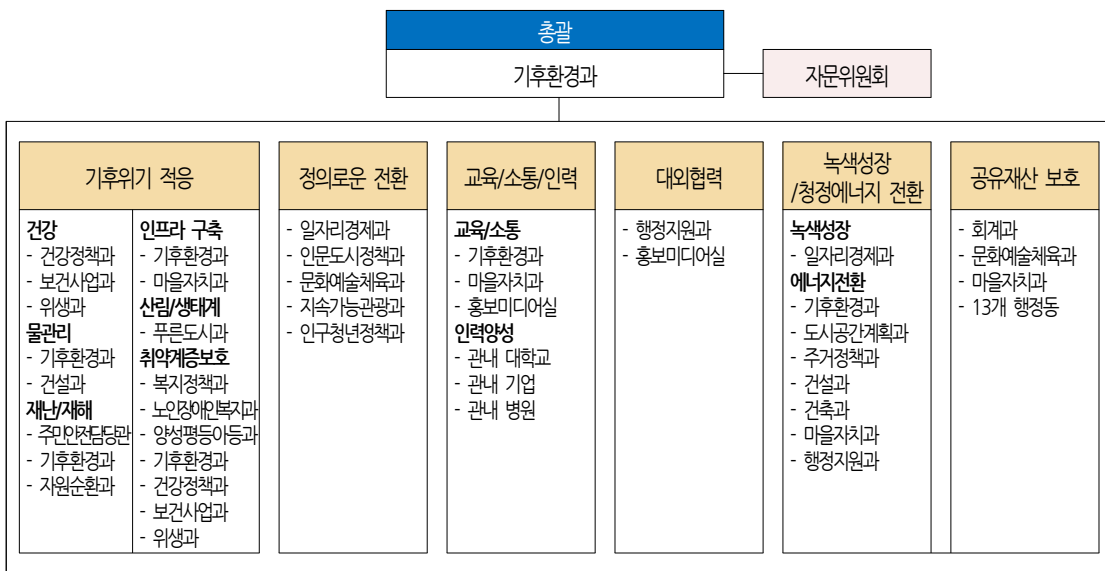 총괄
기후환경과
자문위원회
기후위기 적응
건강
- 건강정책과
- 보건사업과
- 위생과
물관리
- 기후환경과
- 건설과
재난/재해
- 주민안전담당관
- 기후환경과
- 자원순환과
인프라 구축
- 기후환경과
- 마을자치과
산림/생태계
- 푸른도시과
취약계증보호
- 복지정책과
- 노인장애인복지과
- 양성평등아등과
- 기후환경과
- 건강정책과
- 보건사업과
- 위생과
정의로운 전환
- 일자리경제과
- 인문도시정책과
- 문화예술체육과
- 지속가능관광과
- 인구청년정책과
교육/소통/인력
교육/소통
- 기후환경과
- 마을자치과
- 홍보미디어실
인력양성
- 관내 대학교
- 관내 기업
- 관내 병원
대외협력
- 행정지원과
- 홍보미디어실
녹색성장
/청정에너지 전환
녹색성장
- 일자리경제과
에너지전환
- 기후환경과
- 도시공간계획과
- 주거정책과
- 건설과
- 건축과
- 마을자치과
- 행정지원과
공유재산 보호
- 회계과
- 문화예술체육과
- 마을자치과
- 13개 행정동